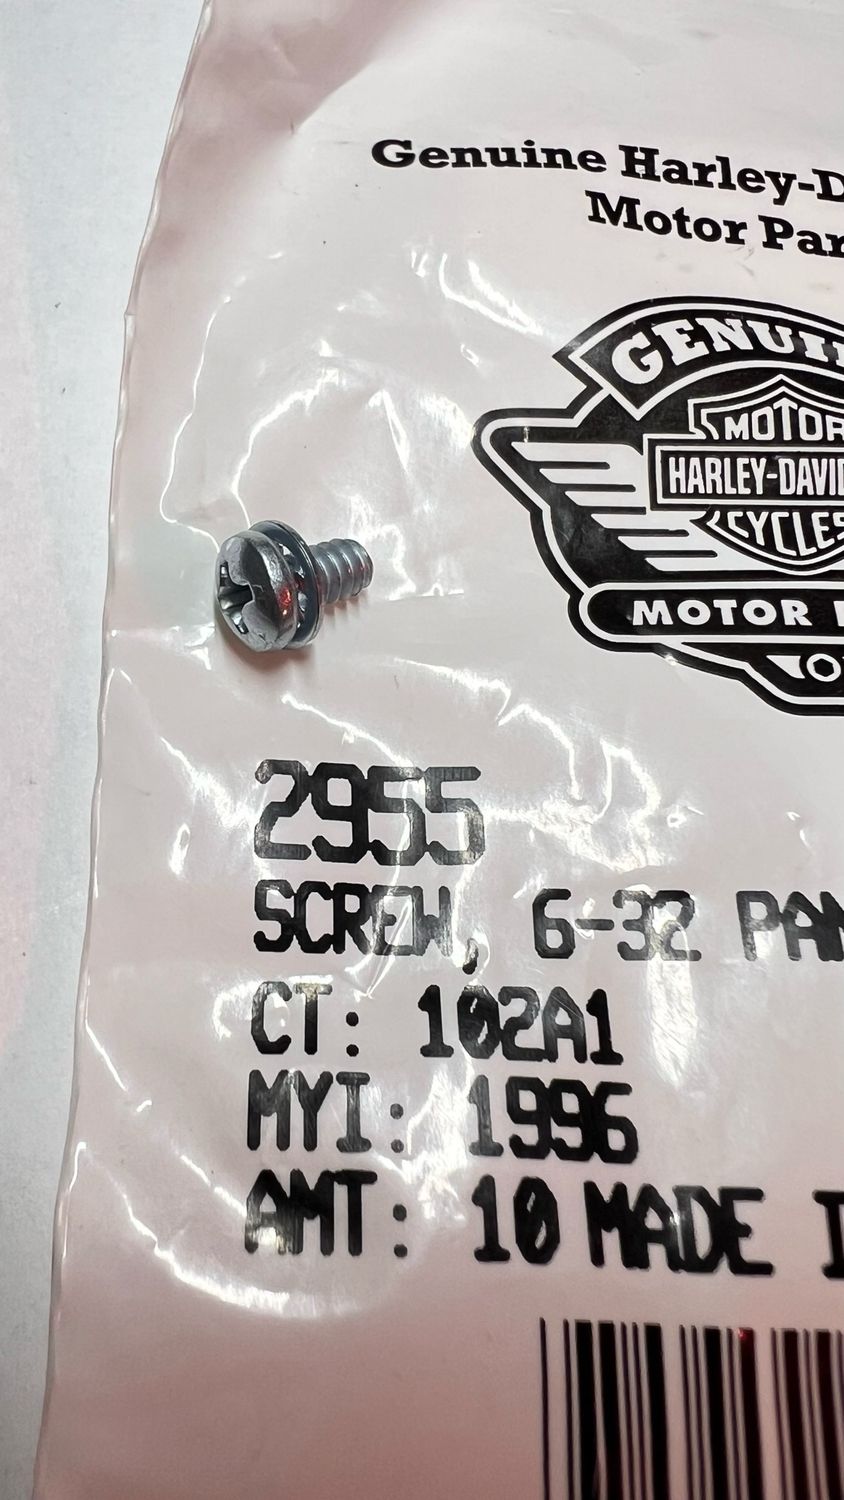 Genuine Harley-D
Motor Par
GENUI
MOTOR
HARLEY-DAVID
CYCLES
MOTOR
2955
SCREW, 6-32 PAN
CT: 102A1
MYI: 1996
AMT: 10 MADE I